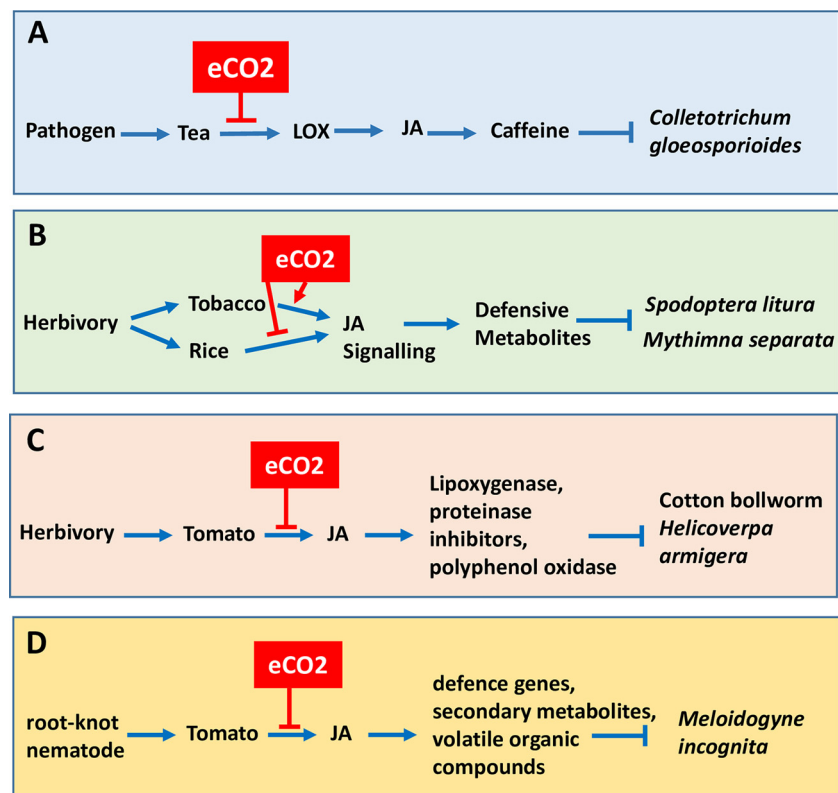 A
eCO2
Pathogen
Tea
LOX
JA
Caffeine
Colletotrichum
gloeosporioides
B
eCO2
Herbivory
Tobacco
Rice
JA
Signalling
Defensive
Metabolites
Spodoptera litura
Mythimna separata
C
eCO2
Herbivory
Tomato
JA
Lipoxygenase,
proteinase
inhibitors,
polyphenol oxidase
Cotton bollworm
Helicoverpa
armigera
D
eCO2
root-knot
nematode
Tomato
JA
defence genes,
secondary metabolites,
volatile organic
compounds
Meloidogyne
incognita